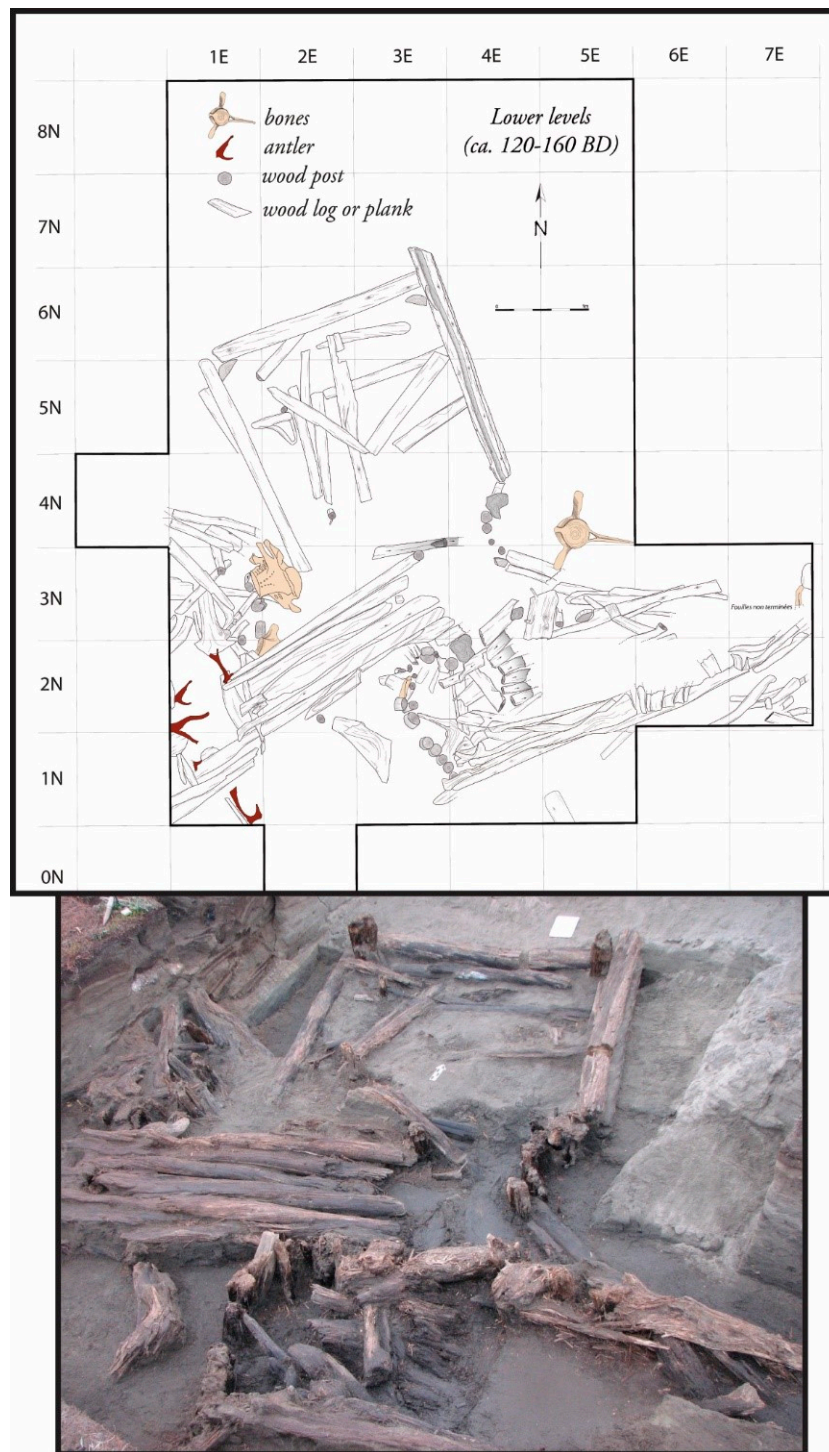 1E 2E 3E 4E 5E 6E 7E
8N
bones
antler
wood post
wood log or plank
Lower levels
(ca. 120-160 BD)
7N
N
6N
5N
4N
3N
Fouilles non terminées
2N
1N
0N